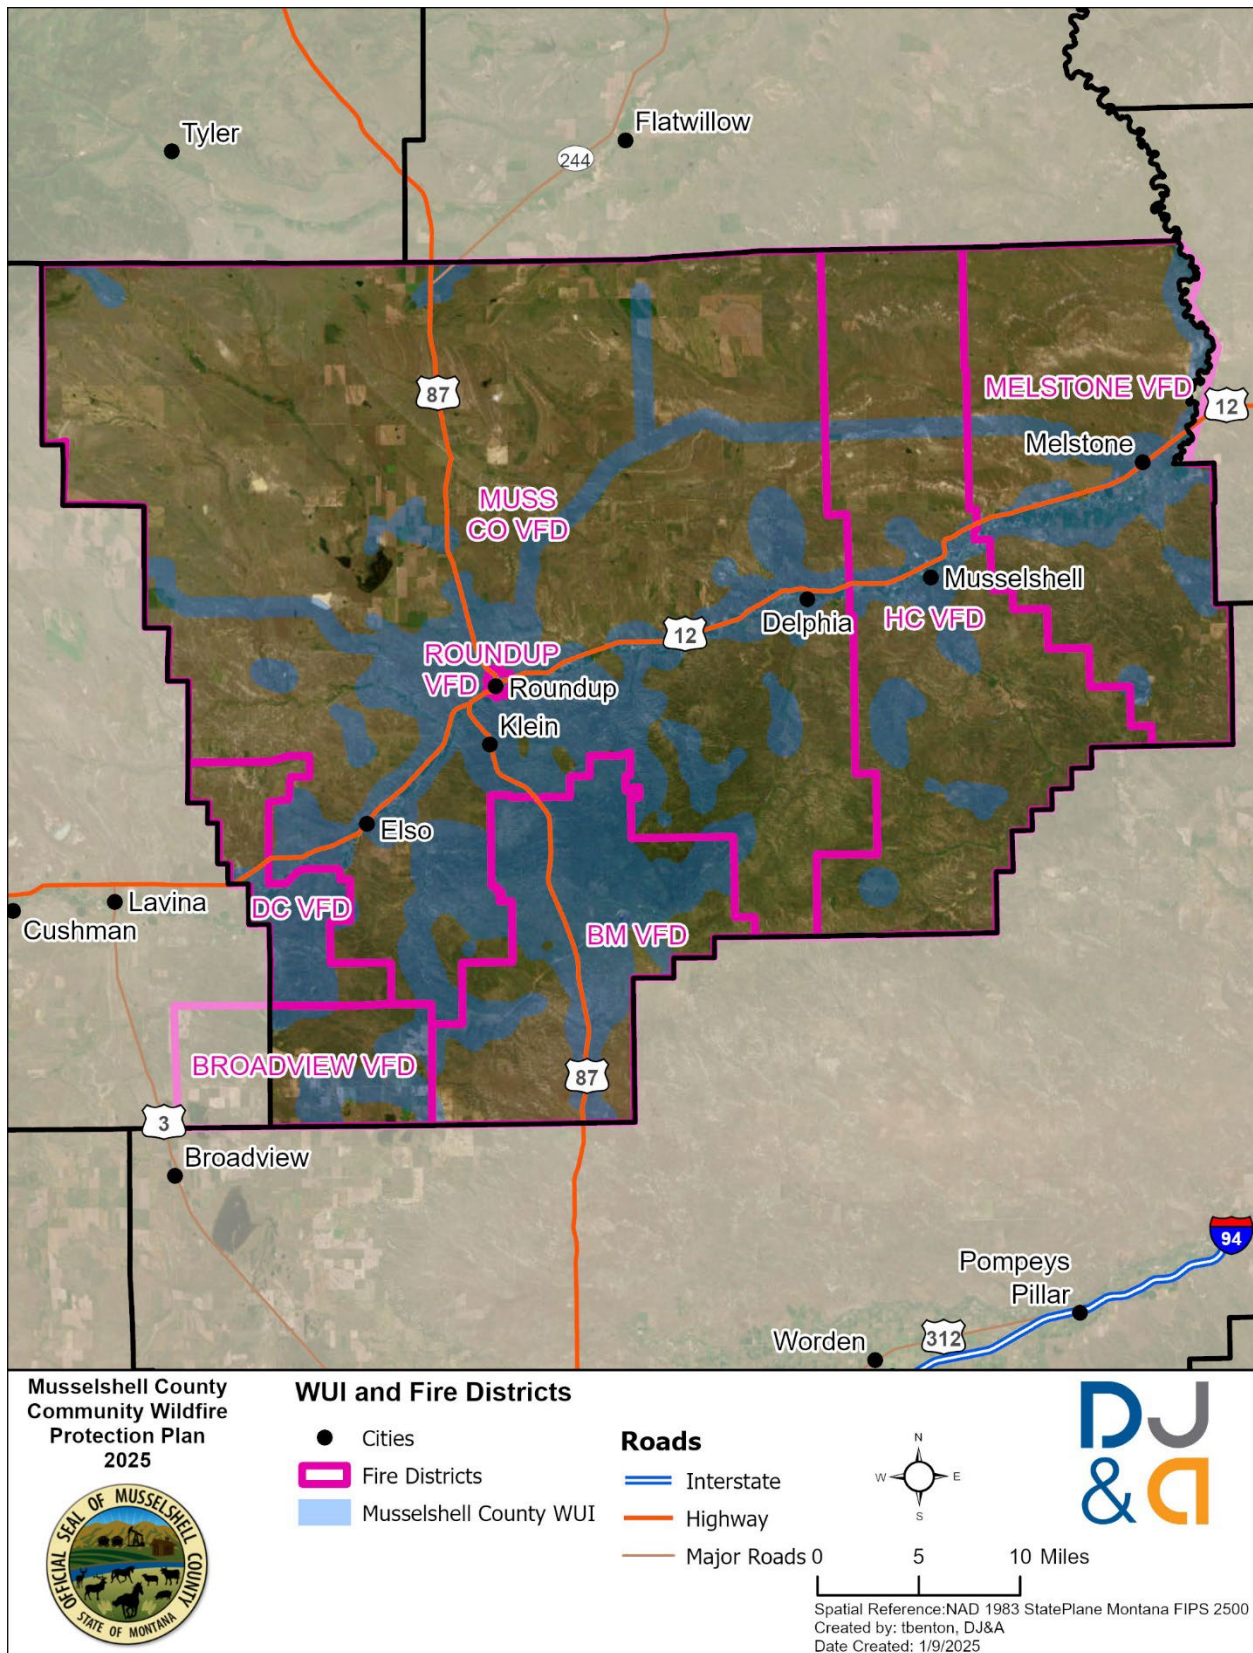 Tyler
Flatwillow
244
87
MELSTONE VFD
12
Melstone
MUSS
CO VFD
Musselshell
Delphia
HC VFD
12
ROUNDUP
VFD
Roundup
Klein
Elso
Lavina
DC VFD
Cushman
BM VFD
BROADVIEW VFD
87
3
Broadview
94
Pompeys
Pillar
312
Worden
Musselshell County
Community Wildfire
Protection Plan
2025
OFFICIAL SEAL OF MUSSELSHELL COUNTY
STATE OF MONTANA
WUI and Fire Districts
Cities
Fire Districts
Musselshell County WUI
Roads
Interstate
Highway
Major Roads
N
W E
S
0 5 10 Miles
DJ
&A
Spatial Reference:NAD 1983 StatePlane Montana FIPS 2500
Created by: tbenton, DJ&A
Date Created: 1/9/2025